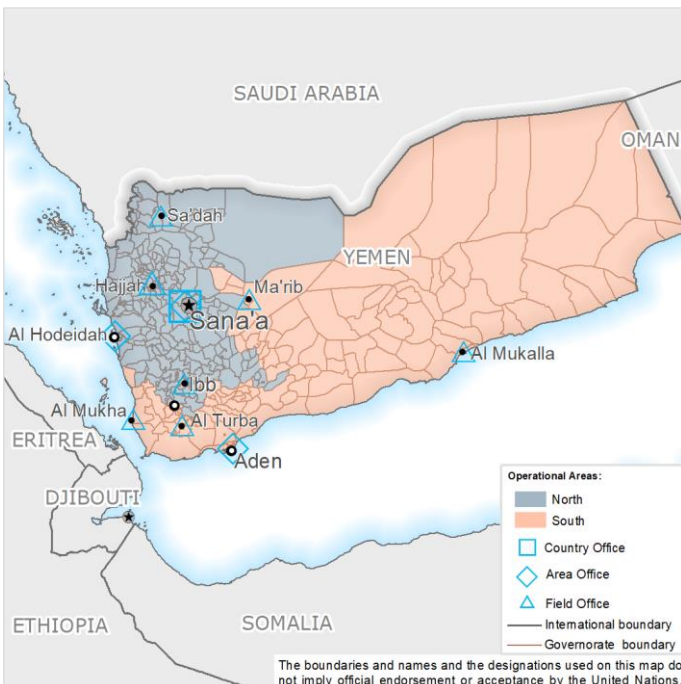 SAUDI ARABIA
OMAN
Sa'dah
YEMEN
Hajjah
Ma'rib
Sana'a
Al Hodeidah
Al Mukalla
Ibb
Al Mukha
Al Turba
ERITREA
Aden
DJIBOUTI
ETHIOPIA
SOMALIA
Operational Areas:
North
South
Country Office
Area Office
Field Office
International boundary
Governorate boundary
The boundaries and names and the designations used on this map do
not imply official endorsement or acceptance by the United Nations.